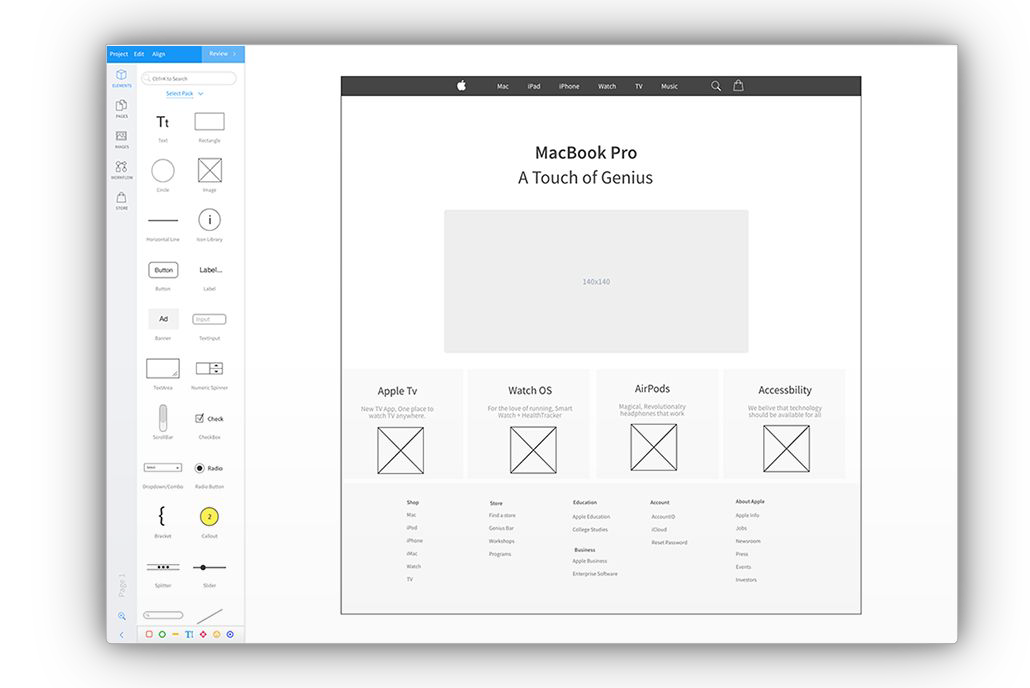 Project Edit Align Review >
Ctrl+K to Search
Select Pack
ELEMENTS
PAGES
IMAGES
WORKFLOW
STORE
Page 1
Tt
Text
Rectangle
Circle
Image
Horizontal Line
i
Icon Library
Button
Button
Label...
Label
Ad
Banner
Input
TextInput
TextArea
Numeric Spinner
ScrollBar
Check
CheckBox
Select
Dropdown/Combo
Radio
Radio Button
{
Bracket
2
Callout
Splitter
Slider
Mac iPad iPhone Watch TV Music
MacBook Pro
A Touch of Genius
140x140
Apple Tv
New TV App, One place to
watch TV anywhere.
Watch OS
For the love of running, Smart
Watch + HealthTracker
AirPods
Magical, Revolutionalty
headphones that work
Accessbility
We belive that technology
should be available for all
Shop
Mac
iPod
iPhone
iMac
Watch
TV
Store
Find a store
Genius Bar
Workshops
Programs
Education
Apple Education
College Studies
Business
Apple Business
Enterprise Software
Account
AccountID
iCloud
Reset Password
About Apple
Apple Info
Jobs
Newsroom
Press
Events
Investors